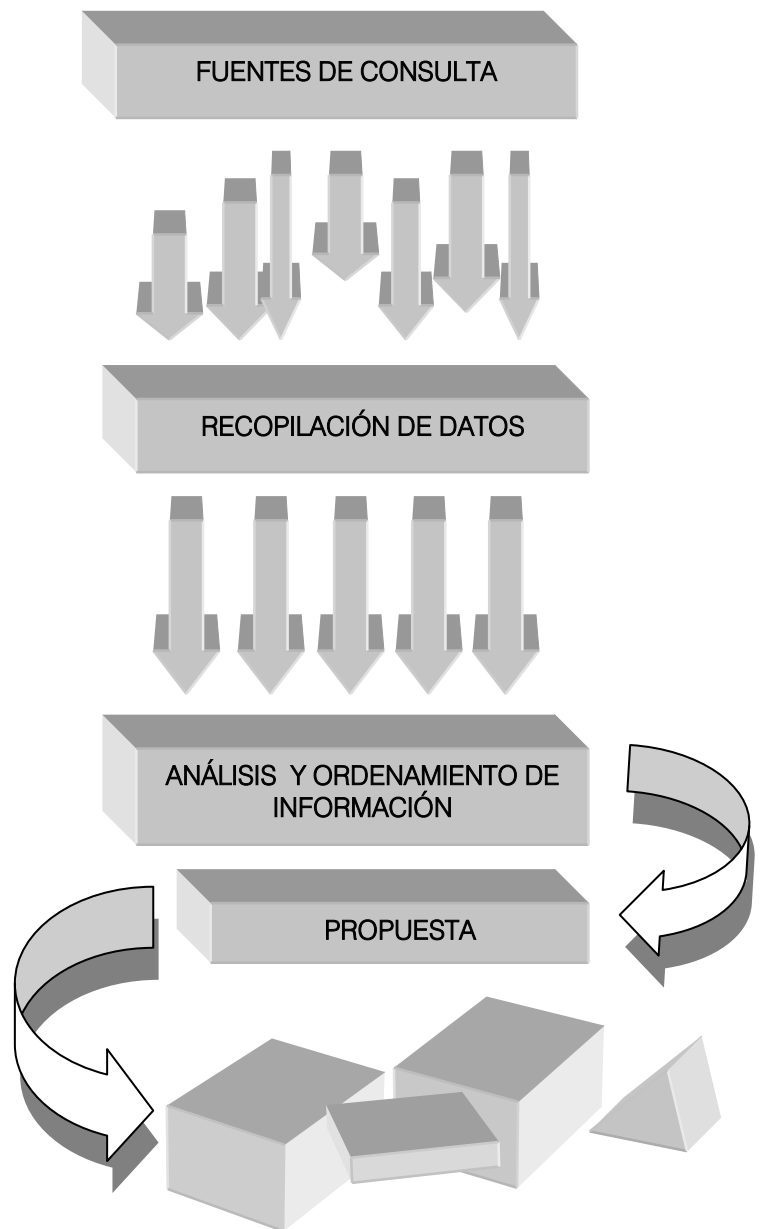 FUENTES DE CONSULTA
RECOPILACIÓN DE DATOS
ANÁLISIS Y ORDENAMIENTO DE
INFORMACIÓN
PROPUESTA